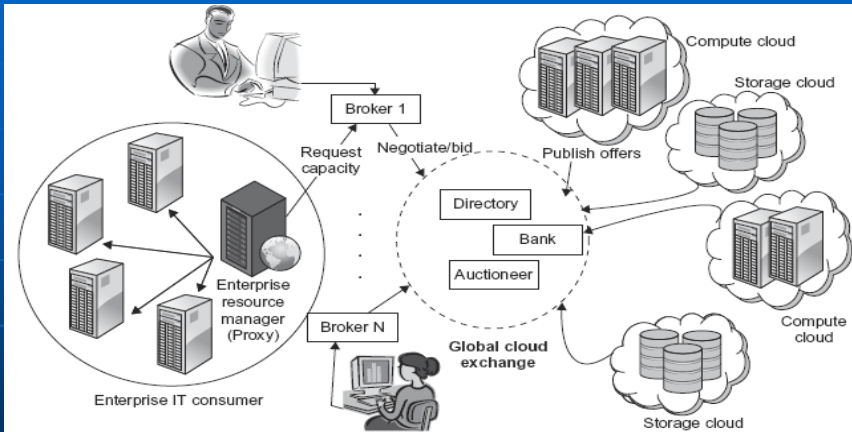 Compute cloud
Storage cloud
Broker 1
Request
capacity
Negotiate/bid
Publish offers
Directory
Bank
Auctioneer
Enterprise
resource
manager
(Proxy)
Broker N
Global cloud
exchange
Compute
cloud
Enterprise IT consumer
Storage cloud